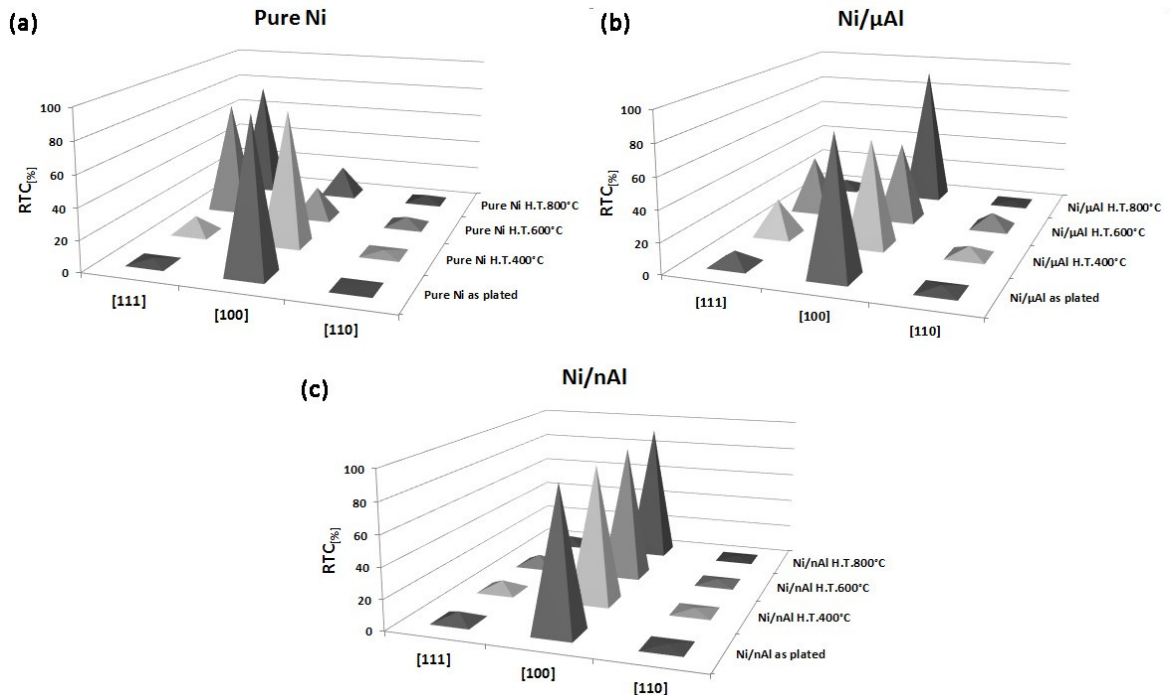 (a)
Pure Ni
RTC[%]
100
80
60
40
20
0
[111]
[100]
[110]
Pure Ni H.T.800°C
Pure Ni H.T.600°C
Pure Ni H.T.400°C
Pure Ni as plated
(b)
Ni/µAl
RTC[%]
100
80
60
40
20
0
[111]
[100]
[110]
Ni/µAl H.T.800°C
Ni/µAl H.T.600°C
Ni/µAl H.T.400°C
Ni/µAl as plated
(c)
Ni/nAl
RTC[%]
100
80
60
40
20
0
[111]
[100]
[110]
Ni/nAl H.T.800°C
Ni/nAl H.T.600°C
Ni/nAl H.T.400°C
Ni/nAl as plated